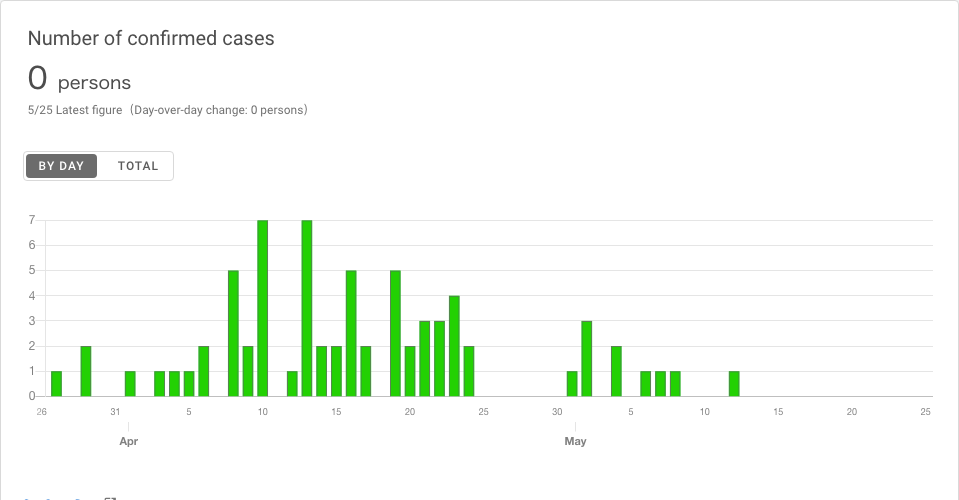 Number of confirmed cases
0 persons
5/25 Latest figure（Day-over-day change: 0 persons）
BY DAY TOTAL
7
6
5
4
3
2
1
0
26 31 5 10 15 20 25 30 5 10 15 20 25
Apr May